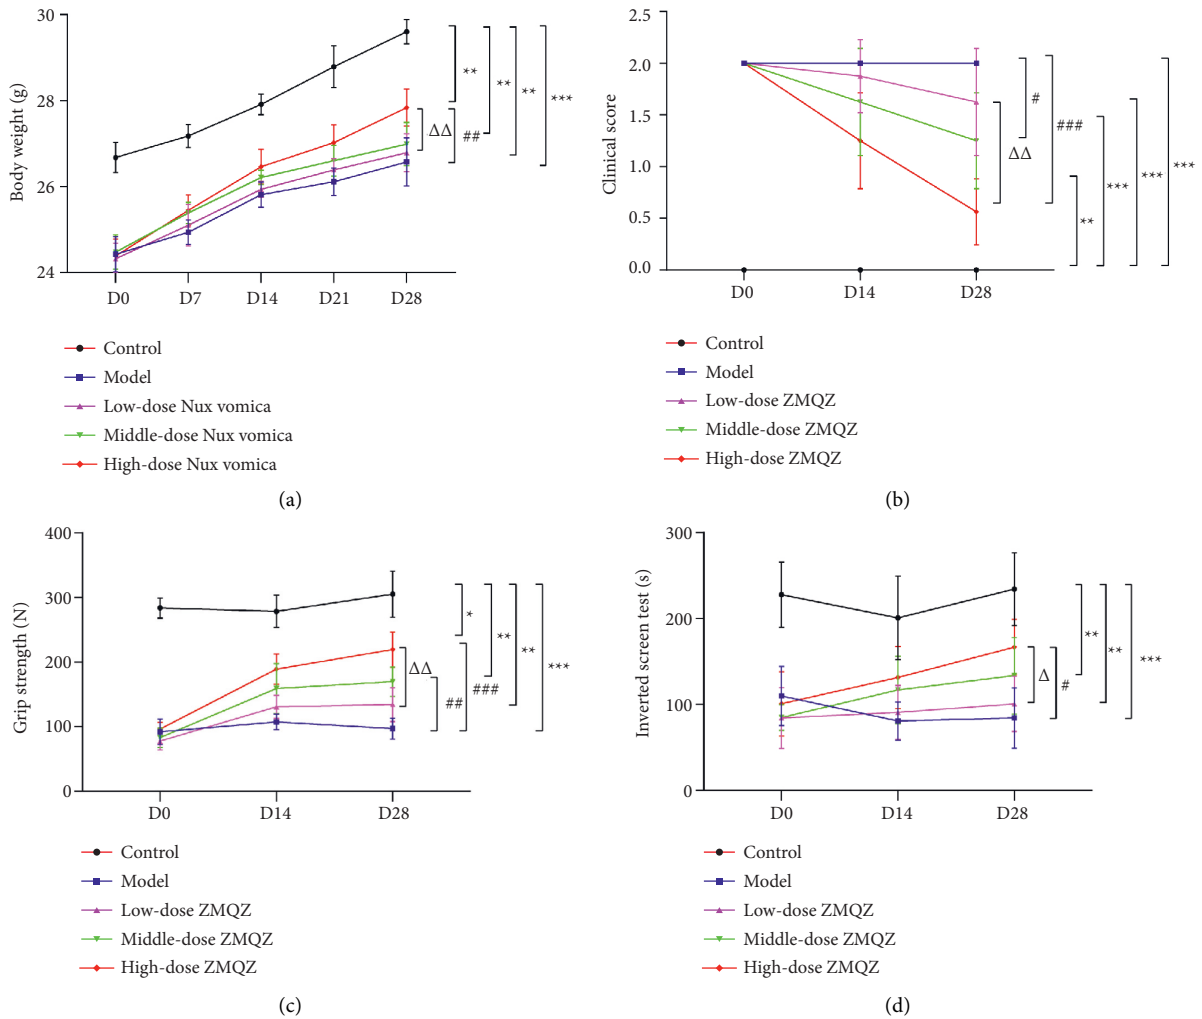 Body weight (g)
30
28
26
24
D0 D7 D14 D21 D28
** ** ** *** ΔΔ ##
Control
Model
Low-dose Nux vomica
Middle-dose Nux vomica
High-dose Nux vomica
(a)
Clinical score
2.5
2.0
1.5
1.0
0.5
0.0
D0 D14 D28
ΔΔ # ### ** *** *** ***
Control
Model
Low-dose ZMQZ
Middle-dose ZMQZ
High-dose ZMQZ
(b)
Grip strength (N)
400
300
200
100
0
D0 D14 D28
ΔΔ ## * ### ** ** ***
Control
Model
Low-dose ZMQZ
Middle-dose ZMQZ
High-dose ZMQZ
(c)
Inverted screen test (s)
300
200
100
0
D0 D14 D28
Δ # ** ** ***
Control
Model
Low-dose ZMQZ
Middle-dose ZMQZ
High-dose ZMQZ
(d)